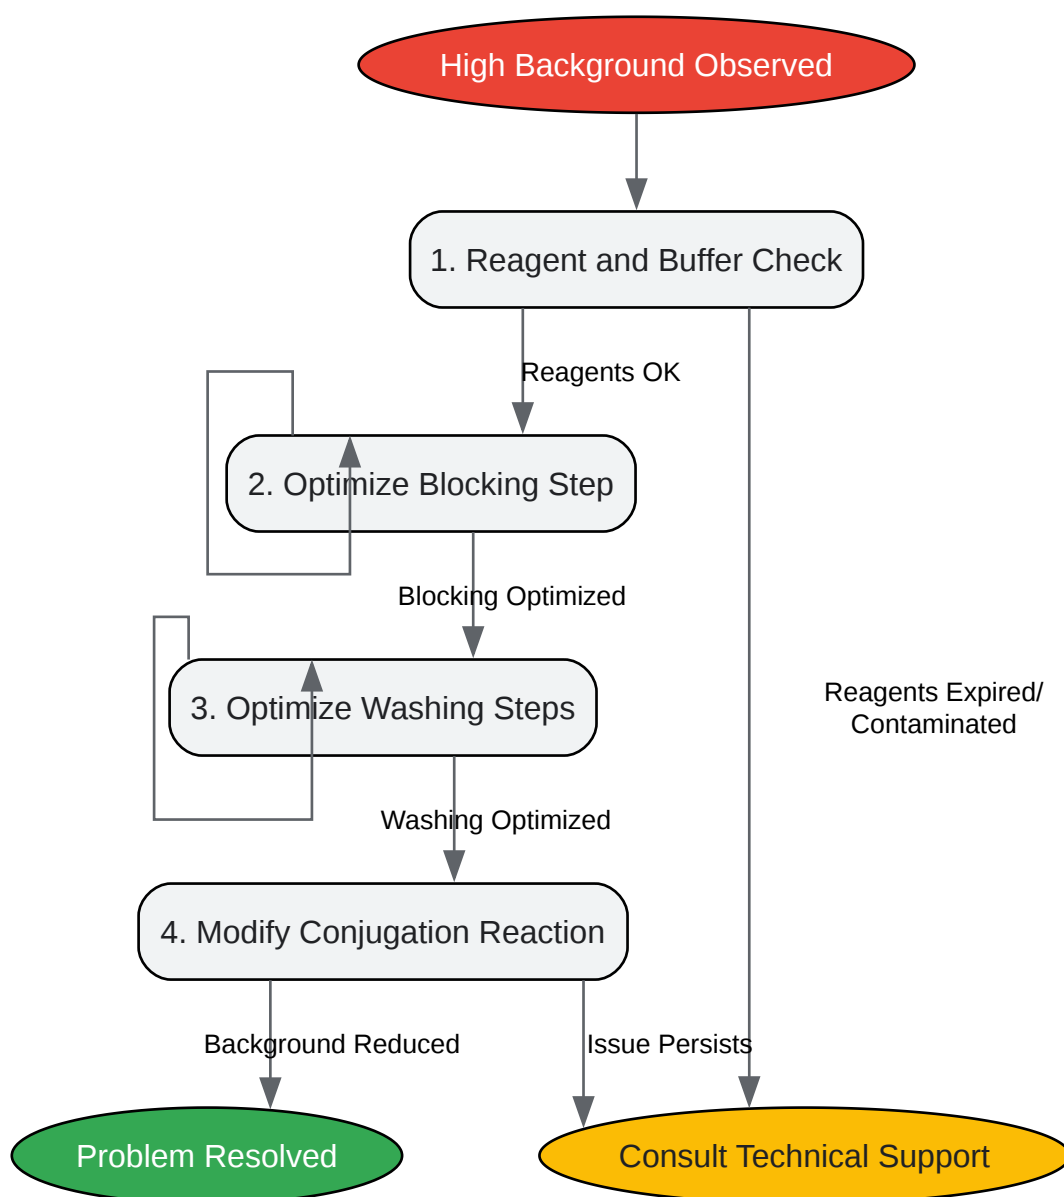 High Background Observed
1. Reagent and Buffer Check
Reagents OK
2. Optimize Blocking Step
Blocking Optimized
3. Optimize Washing Steps
Reagents Expired/
Contaminated
Washing Optimized
4. Modify Conjugation Reaction
Background Reduced
Issue Persists
Problem Resolved
Consult Technical Support